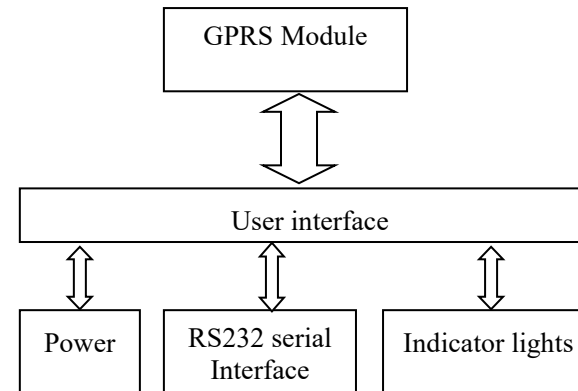 GPRS Module
User interface
Power
RS232 serial
Interface
Indicator lights